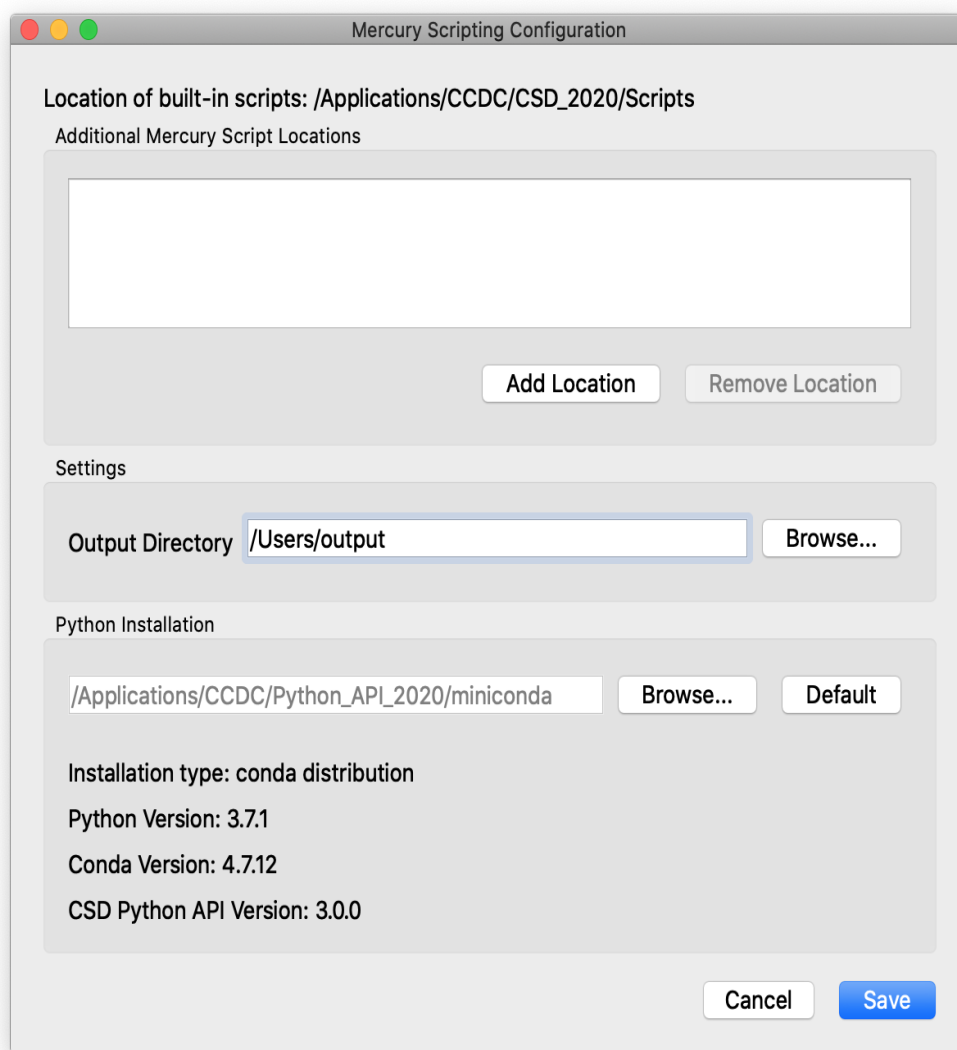 Mercury Scripting Configuration
Location of built-in scripts: /Applications/CCDC/CSD_2020/Scripts
Additional Mercury Script Locations
Add Location Remove Location
Settings
Output Directory /Users/output Browse...
Python Installation
/Applications/CCDC/Python_API_2020/miniconda Browse... Default
Installation type: conda distribution
Python Version: 3.7.1
Conda Version: 4.7.12
CSD Python API Version: 3.0.0
Cancel Save